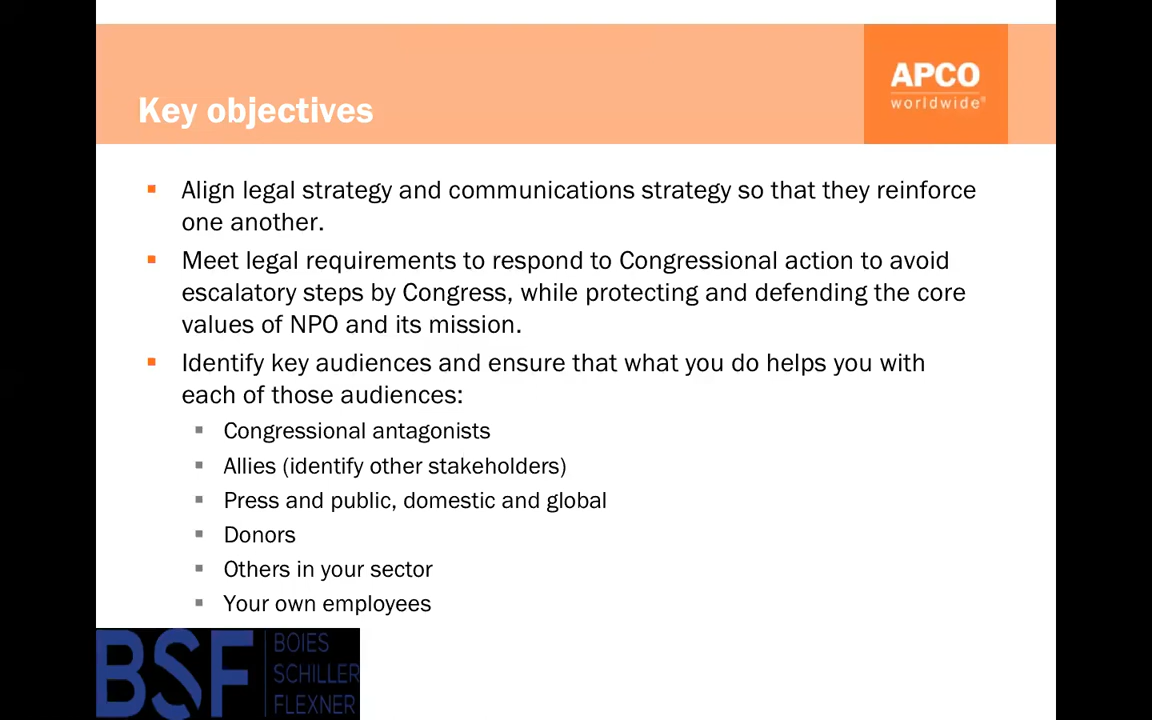 Key objectives
APCO
worldwide®
Align legal strategy and communications strategy so that they reinforce
one another.
Meet legal requirements to respond to Congressional action to avoid
escalatory steps by Congress, while protecting and defending the core
values of NPO and its mission.
Identify key audiences and ensure that what you do helps you with
each of those audiences:
Congressional antagonists
Allies (identify other stakeholders)
Press and public, domestic and global
Donors
Others in your sector
Your own employees
BSF
BOIES
SCHILLER
FLEXNER